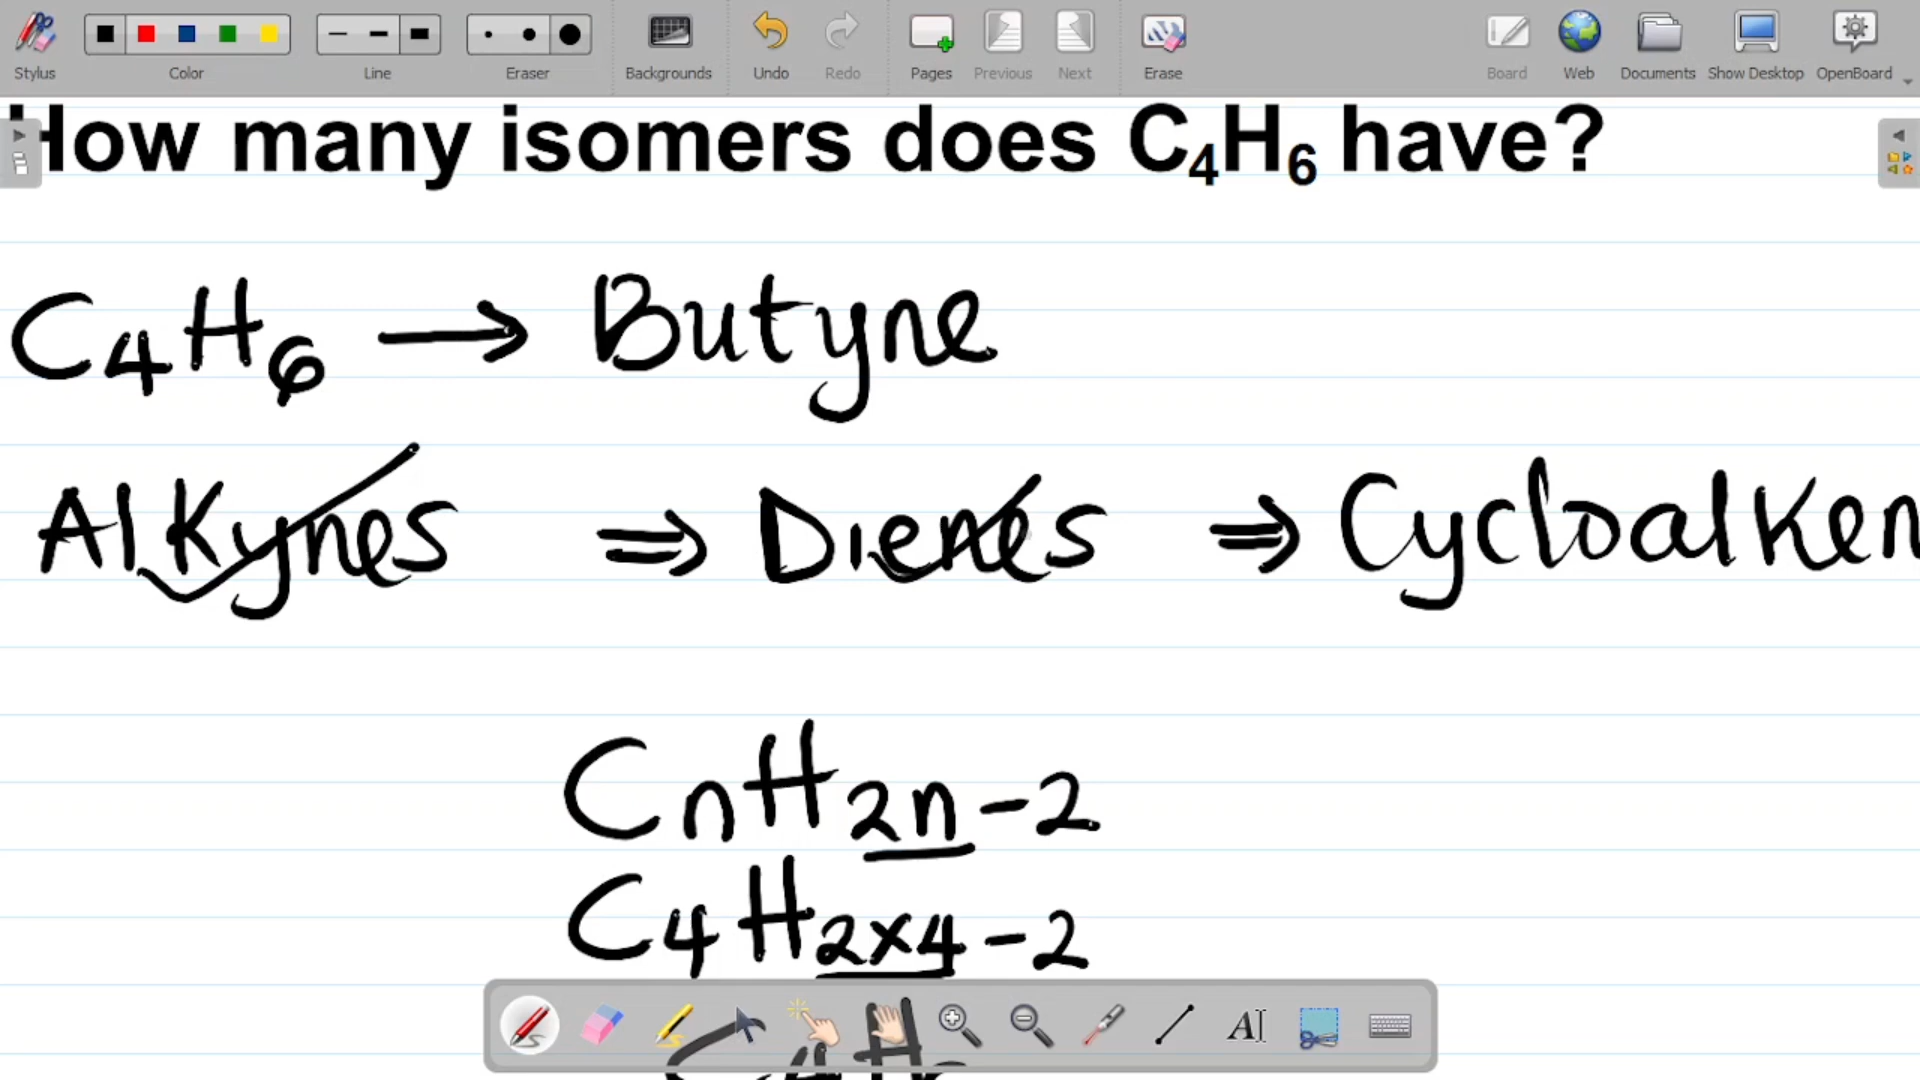 Stylus Color Line Eraser Backgrounds Undo Redo Pages Previous Next Erase Board Web Documents Show Desktop OpenBoard
How many isomers does C₄H₆ have?
C₄H₆ → Butyne
Alkynes ⇒ Dienes ⇒ Cycloalken
CnH2n-2
C4H2x4-2